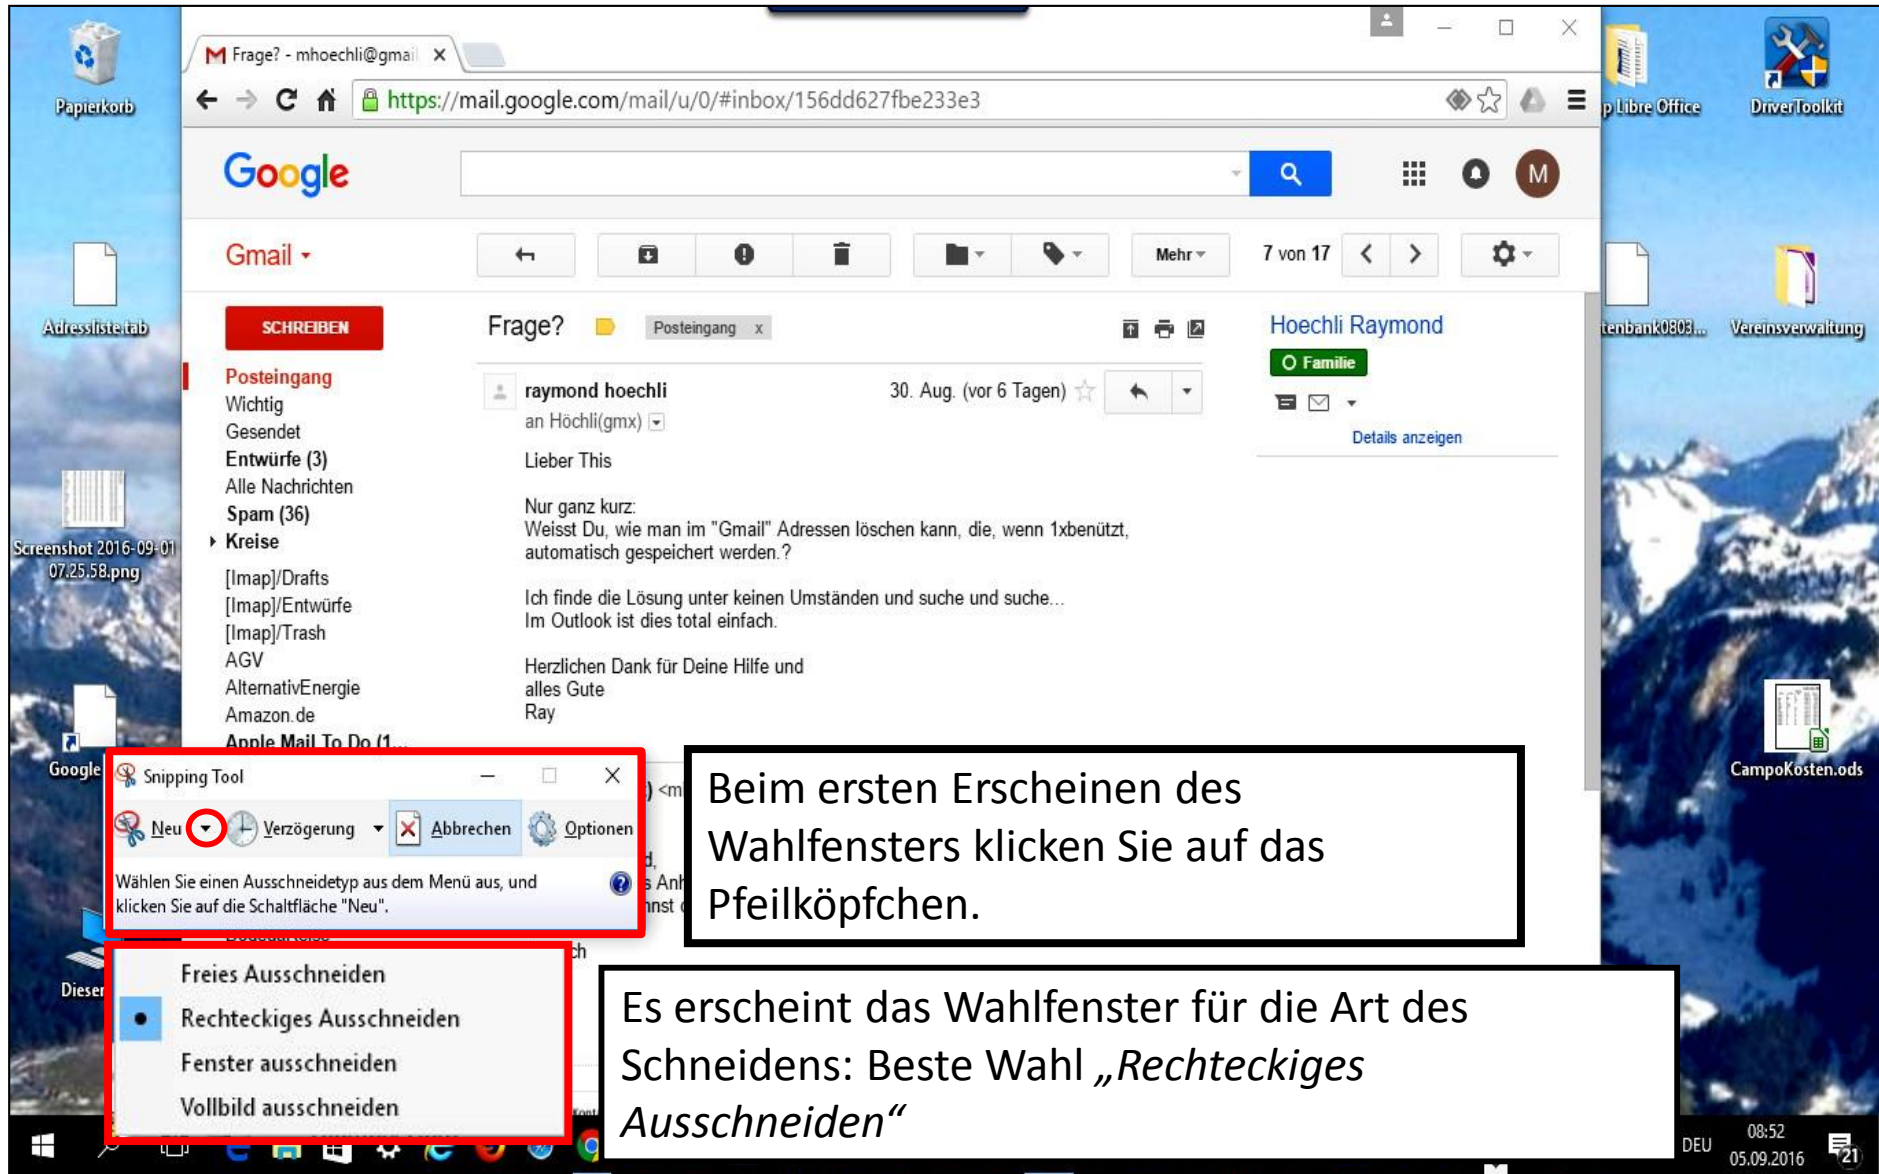 Papierkorb
Adressliste.tab
Screenshot 2016-09-01
07.25.58.png
Google
Dieser
Frage? - mhoechli@gmail
https://mail.google.com/mail/u/0/#inbox/156dd627fbe233e3
Google
M
Gmail
Mehr
7 von 17
SCHREIBEN
Posteingang
Wichtig
Gesendet
Entwürfe (3)
Alle Nachrichten
Spam (36)
Kreise
[Imap]/Drafts
[Imap]/Entwürfe
[Imap]/Trash
AGV
AlternativEnergie
Amazon.de
Apple Mail To Do (1...
Frage?
Posteingang x
raymond hoechli
30. Aug. (vor 6 Tagen)
an Höchli(gmx)
Lieber This
Nur ganz kurz:
Weisst Du, wie man im "Gmail" Adressen löschen kann, die, wenn 1xbenützt,
automatisch gespeichert werden.?
Ich finde die Lösung unter keinen Umständen und suche und suche...
Im Outlook ist dies total einfach.
Herzlichen Dank für Deine Hilfe und
alles Gute
Ray
Hoechli Raymond
Familie
Details anzeigen
Libre Office
DriverToolkit
tenbank0803...
Vereinsverwaltung
CampoKosten.ods
Snipping Tool
Neu
Verzögerung
Abbrechen
Optionen
Wählen Sie einen Ausschneidetyp aus dem Menü aus, und
klicken Sie auf die Schaltfläche "Neu".
Freies Ausschneiden
Rechteckiges Ausschneiden
Fenster ausschneiden
Vollbild ausschneiden
Beim ersten Erscheinen des
Wahlfensters klicken Sie auf das
Pfeilköpfchen.
Es erscheint das Wahlfenster für die Art des
Schneidens: Beste Wahl „Rechteckiges
Ausschneiden“
DEU
08:52
05.09.2016
21